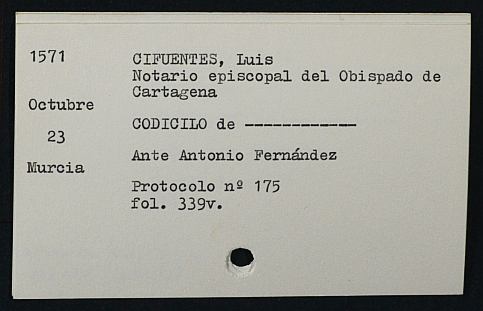 1571
CIFUENTES, Luis
Notario episcopal del Obispado de
Cartagena
Octubre
CODICILO de ------------
23
Ante Antonio Fernández
Murcia
Protocolo nº 175
fol. 339v.